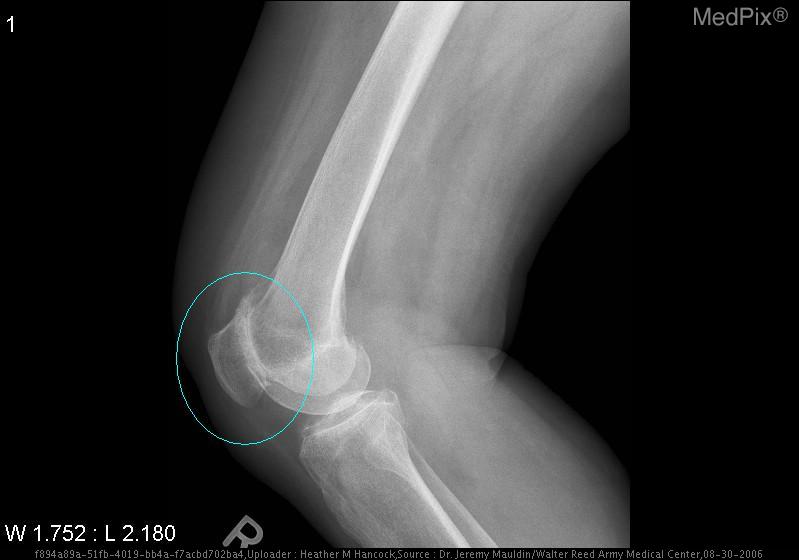 MedPix®
1
W 1.752 : L 2.180
R
f894a89a-51fb-4019-bb4a-f7acbd702ba4,Uploader : Heather M Hancock,Source : Dr. Jeremy Mauldin/Walter Reed Army Medical Center,08-30-2006